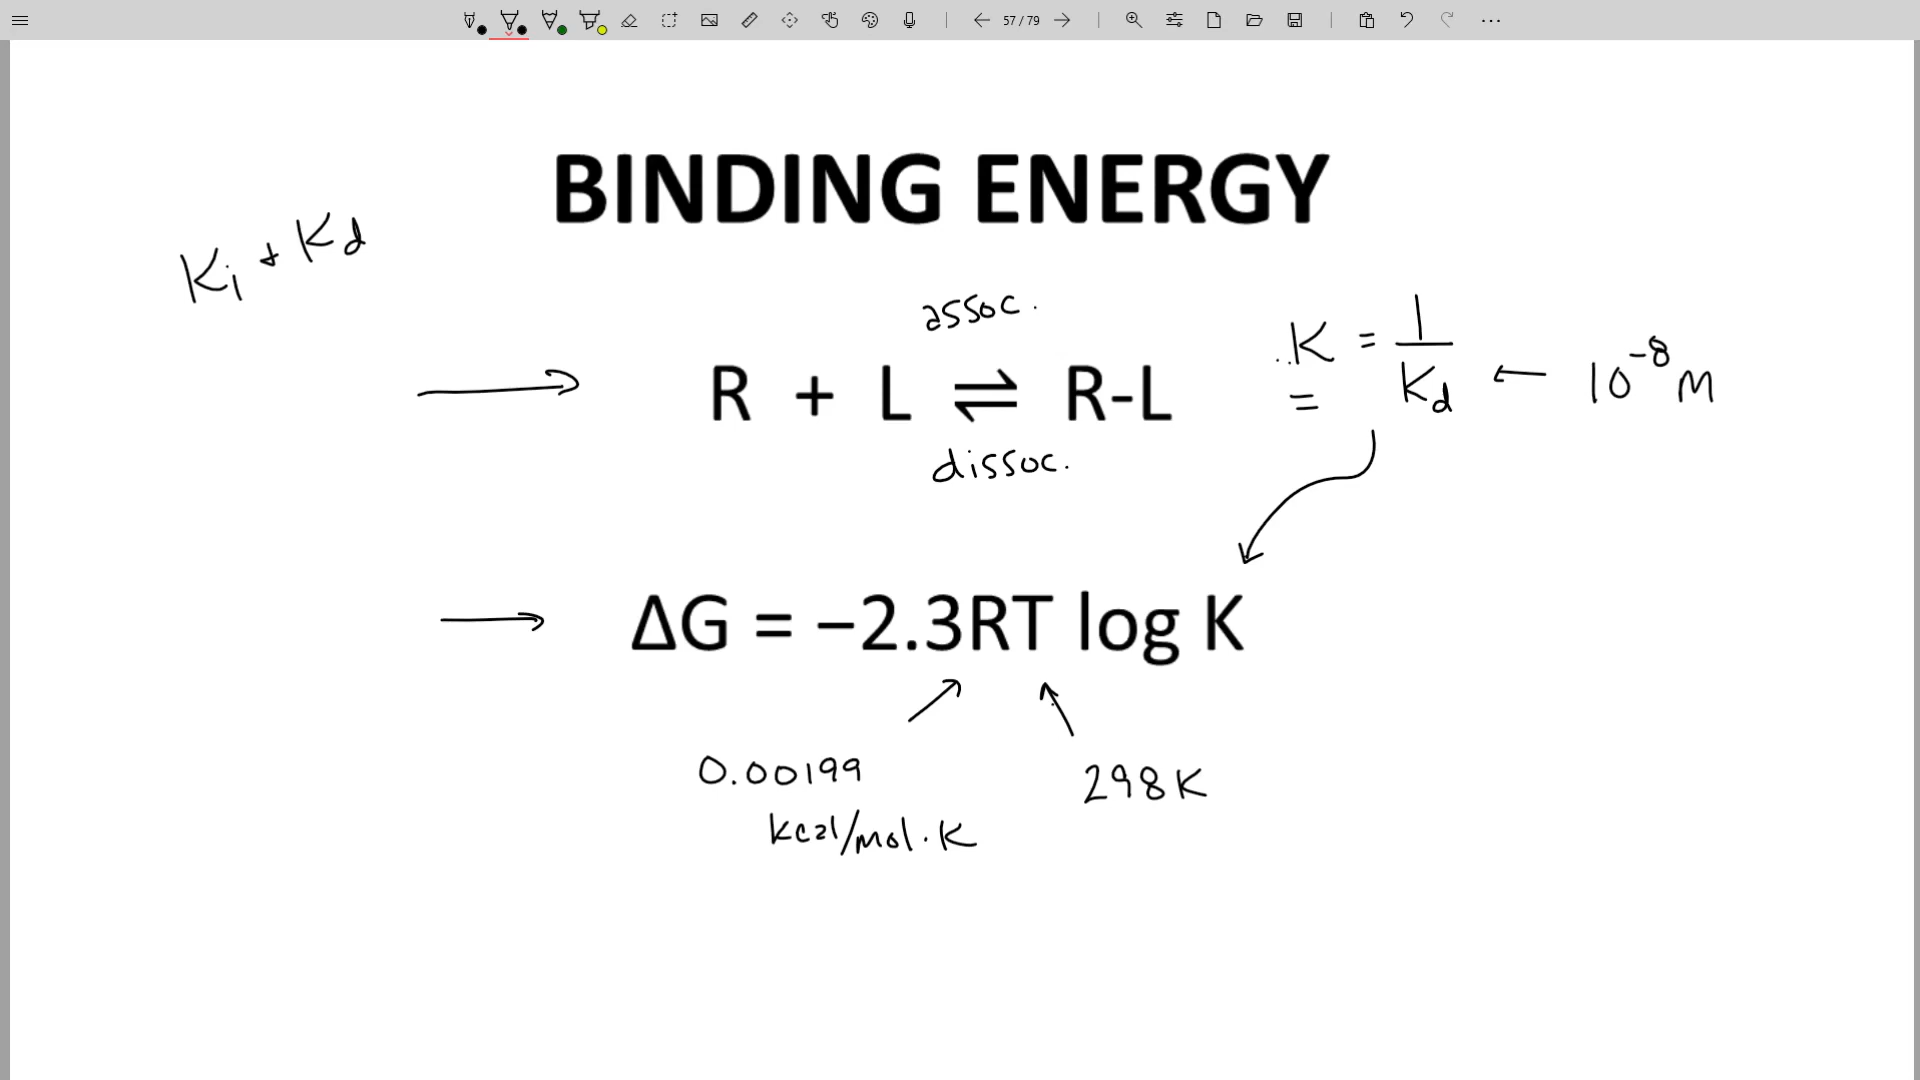 57 / 79
BINDING ENERGY
Ki + Kd
assoc.
R + L ⇌ R-L
K = 1/Kd ← 10⁻⁸ M
=
dissoc.
ΔG = −2.3RT log K
0.00199
kcal/mol·K
298 K